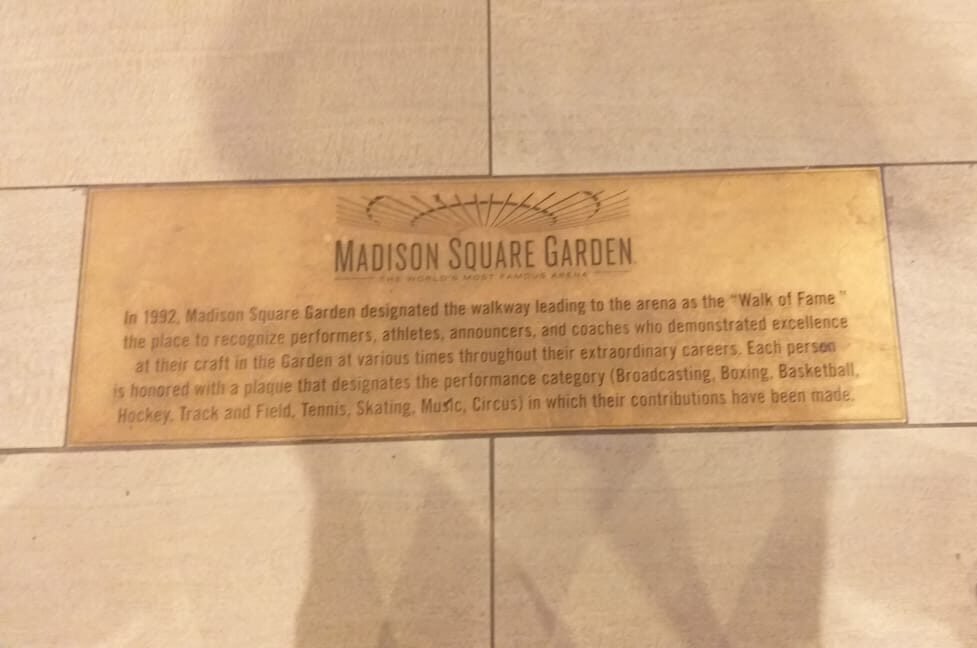 MADISON SQUARE GARDEN
THE WORLD'S MOST FAMOUS ARENA
In 1992, Madison Square Garden designated the walkway leading to the arena as the "Walk of Fame"
the place to recognize performers, athletes, announcers, and coaches who demonstrated excellence
at their craft in the Garden at various times throughout their extraordinary careers. Each person
is honored with a plaque that designates the performance category (Broadcasting, Boxing, Basketball,
Hockey, Track and Field, Tennis, Skating, Music, Circus) in which their contributions have been made.